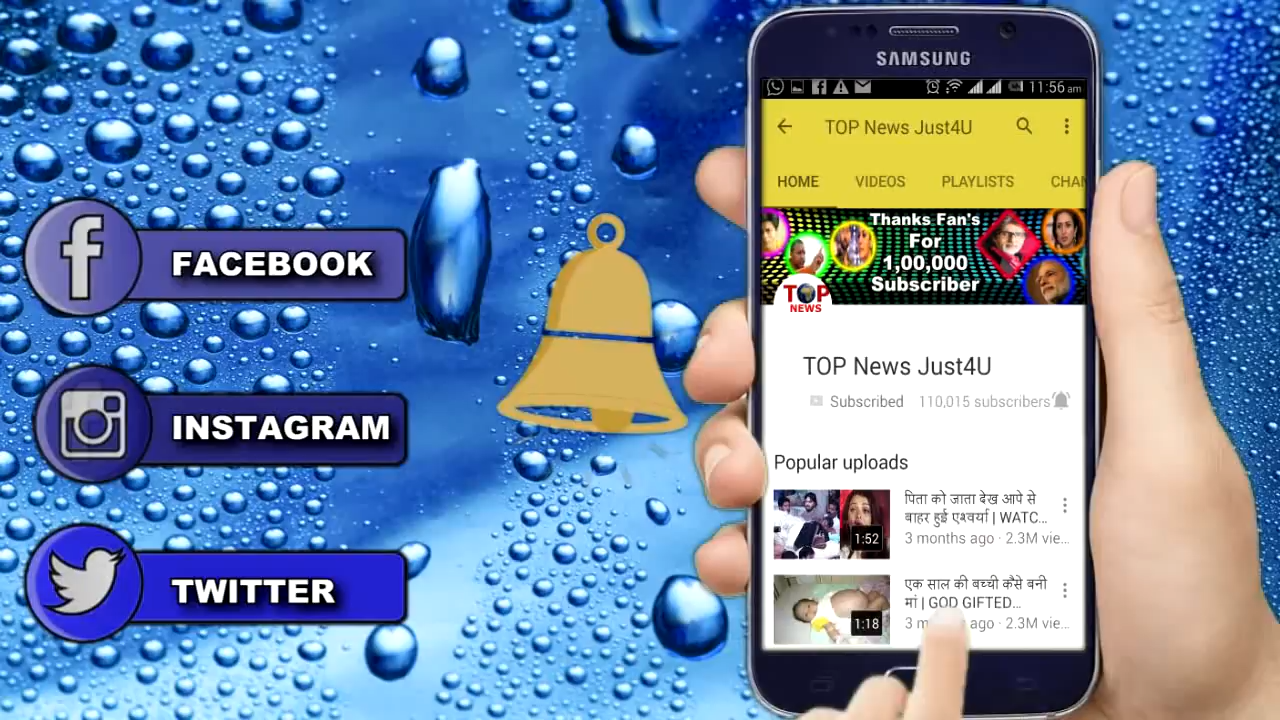 FACEBOOK
INSTAGRAM
TWITTER
SAMSUNG
11:56 am
TOP News Just4U
HOME VIDEOS PLAYLISTS CHAN
Thanks Fan's
For
1,00,000
Subscriber
TOP
NEWS
TOP News Just4U
Subscribed 110,015 subscribers
Popular uploads
पिता को जाता देख आपे से
बाहर हुई एश्वर्या | WATC...
3 months ago · 2.3M vie...
1:52
एक साल की बच्ची कैसे बनी
मां | GOD GIFTED...
ago · 2.3M vie...
1:18